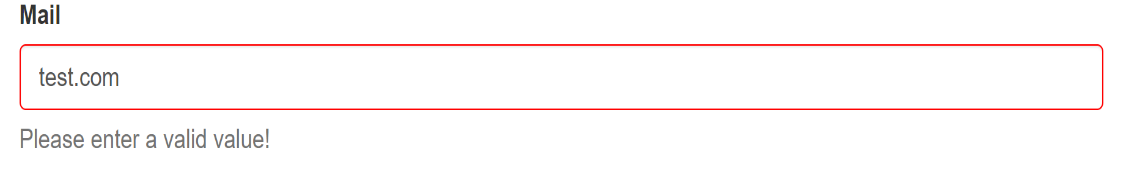 Mail
test.com
Please enter a valid value!